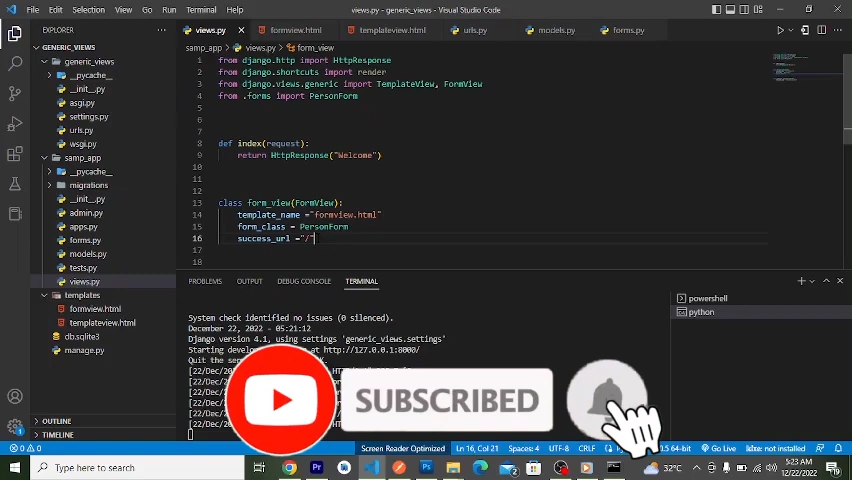 File Edit Selection View Go Run Terminal Help
views.py - generic_views - Visual Studio Code
EXPLORER
views.py
formview.html
templateview.html
urls.py
models.py
forms.py
GENERIC_VIEWS
samp_app > views.py > form_view
generic_views
__pycache__
__init__.py
asgi.py
settings.py
urls.py
wsgi.py
samp_app
__pycache__
migrations
__init__.py
admin.py
apps.py
forms.py
models.py
tests.py
views.py
templates
formview.html
templateview.html
db.sqlite3
manage.py
OUTLINE
TIMELINE
1 from django.http import HttpResponse
2 from django.shortcuts import render
3 from django.views.generic import TemplateView, FormView
4 from .forms import PersonForm
5
6
7
8 def index(request):
9 return HttpResponse("Welcome")
10
11
12
13 class form_view(FormView):
14 template_name ="formview.html"
15 form_class = PersonForm
16 success_url ="/"
17
18
PROBLEMS OUTPUT DEBUG CONSOLE TERMINAL
System check identified no issues (0 silenced).
December 22, 2022 - 05:21:12
Django version 4.1, using settings 'generic_views.settings'
Starting develop at http://127.0.0.1:8000/
Quit the se
[22/Dec/20
[22/Dec/20
[22/Dec/20
[22/Dec/20
[22/Dec/20
[22/Dec/20
powershell
python
SUBSCRIBED
0 0
Screen Reader Optimized
Ln 16, Col 21
Spaces: 4
UTF-8
CRLF
64-bit
Go Live
not installed
Type here to search
32°C
5:23 AM
12/22/2022
19